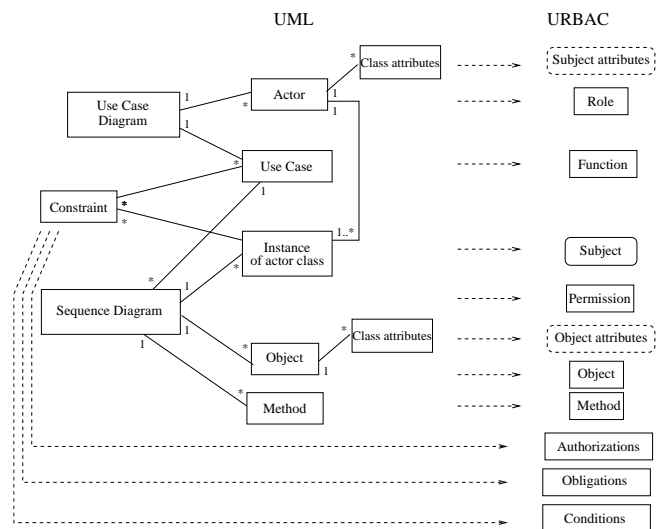 UML
URBAC
Class attributes
Subject attributes
Actor
Role
Use Case
Diagram
Use Case
Function
Constraint
Instance
of actor class
Subject
Sequence Diagram
Permission
Class attributes
Object attributes
Object
Object
Method
Method
Authorizations
Obligations
Conditions
1
*
1
*
1
1
1
*
1
*
*
*
1..*
*
1
*
1
1
*
*
1
*